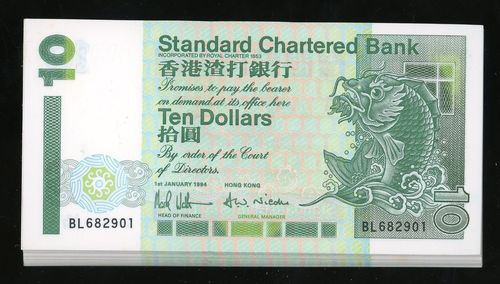 10
Standard Chartered Bank
INCORPORATED BY ROYAL CHARTER 1853
香港渣打銀行
Promises to pay the bearer
on demand at its office here
Ten Dollars
拾圓
By order of the Court
of Directors.
1st JANUARY 1994 HONG KONG
HEAD OF FINANCE GENERAL MANAGER
BL682901 BL682901
10